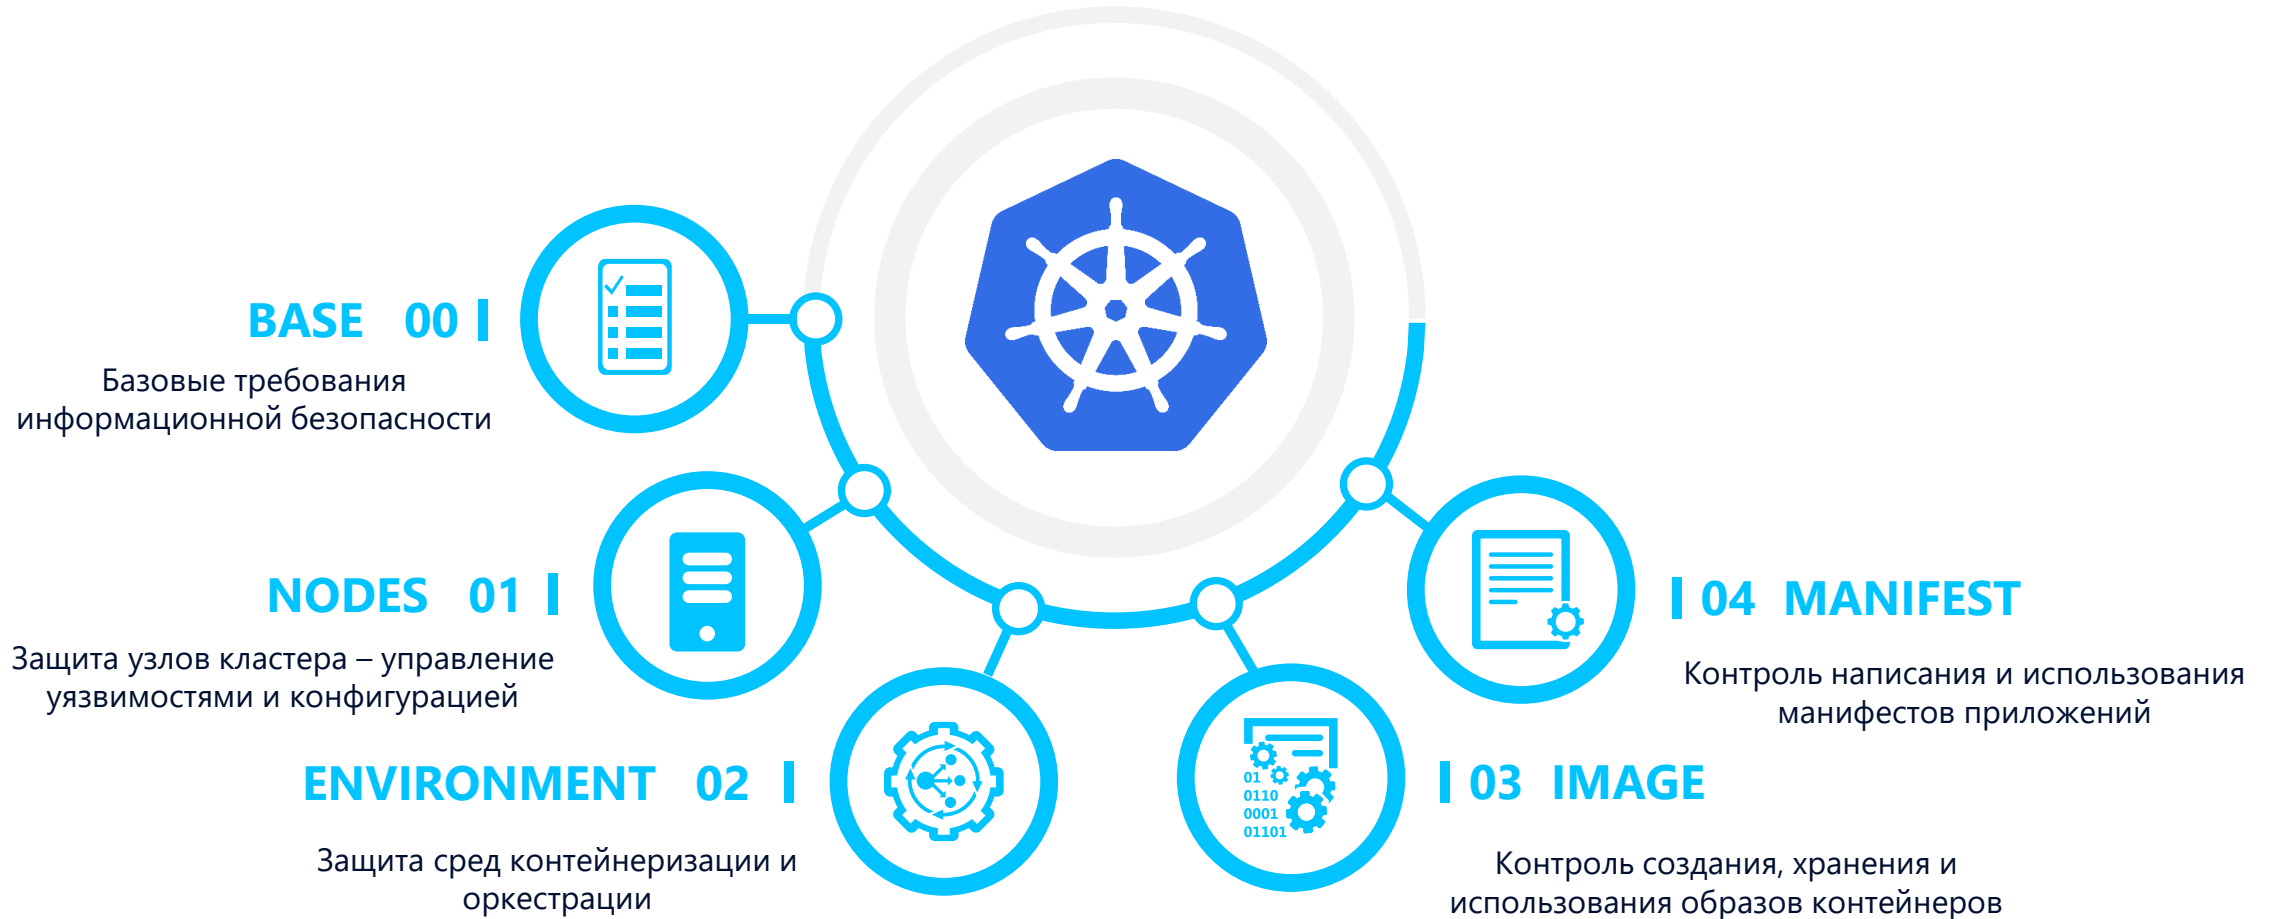 BASE 00
Базовые требования
информационной безопасности
NODES 01
Защита узлов кластера – управление
уязвимостями и конфигурацией
ENVIRONMENT 02
Защита сред контейнеризации и
оркестрации
01
0110
0001
01101
03 IMAGE
Контроль создания, хранения и
использования образов контейнеров
04 MANIFEST
Контроль написания и использования
манифестов приложений